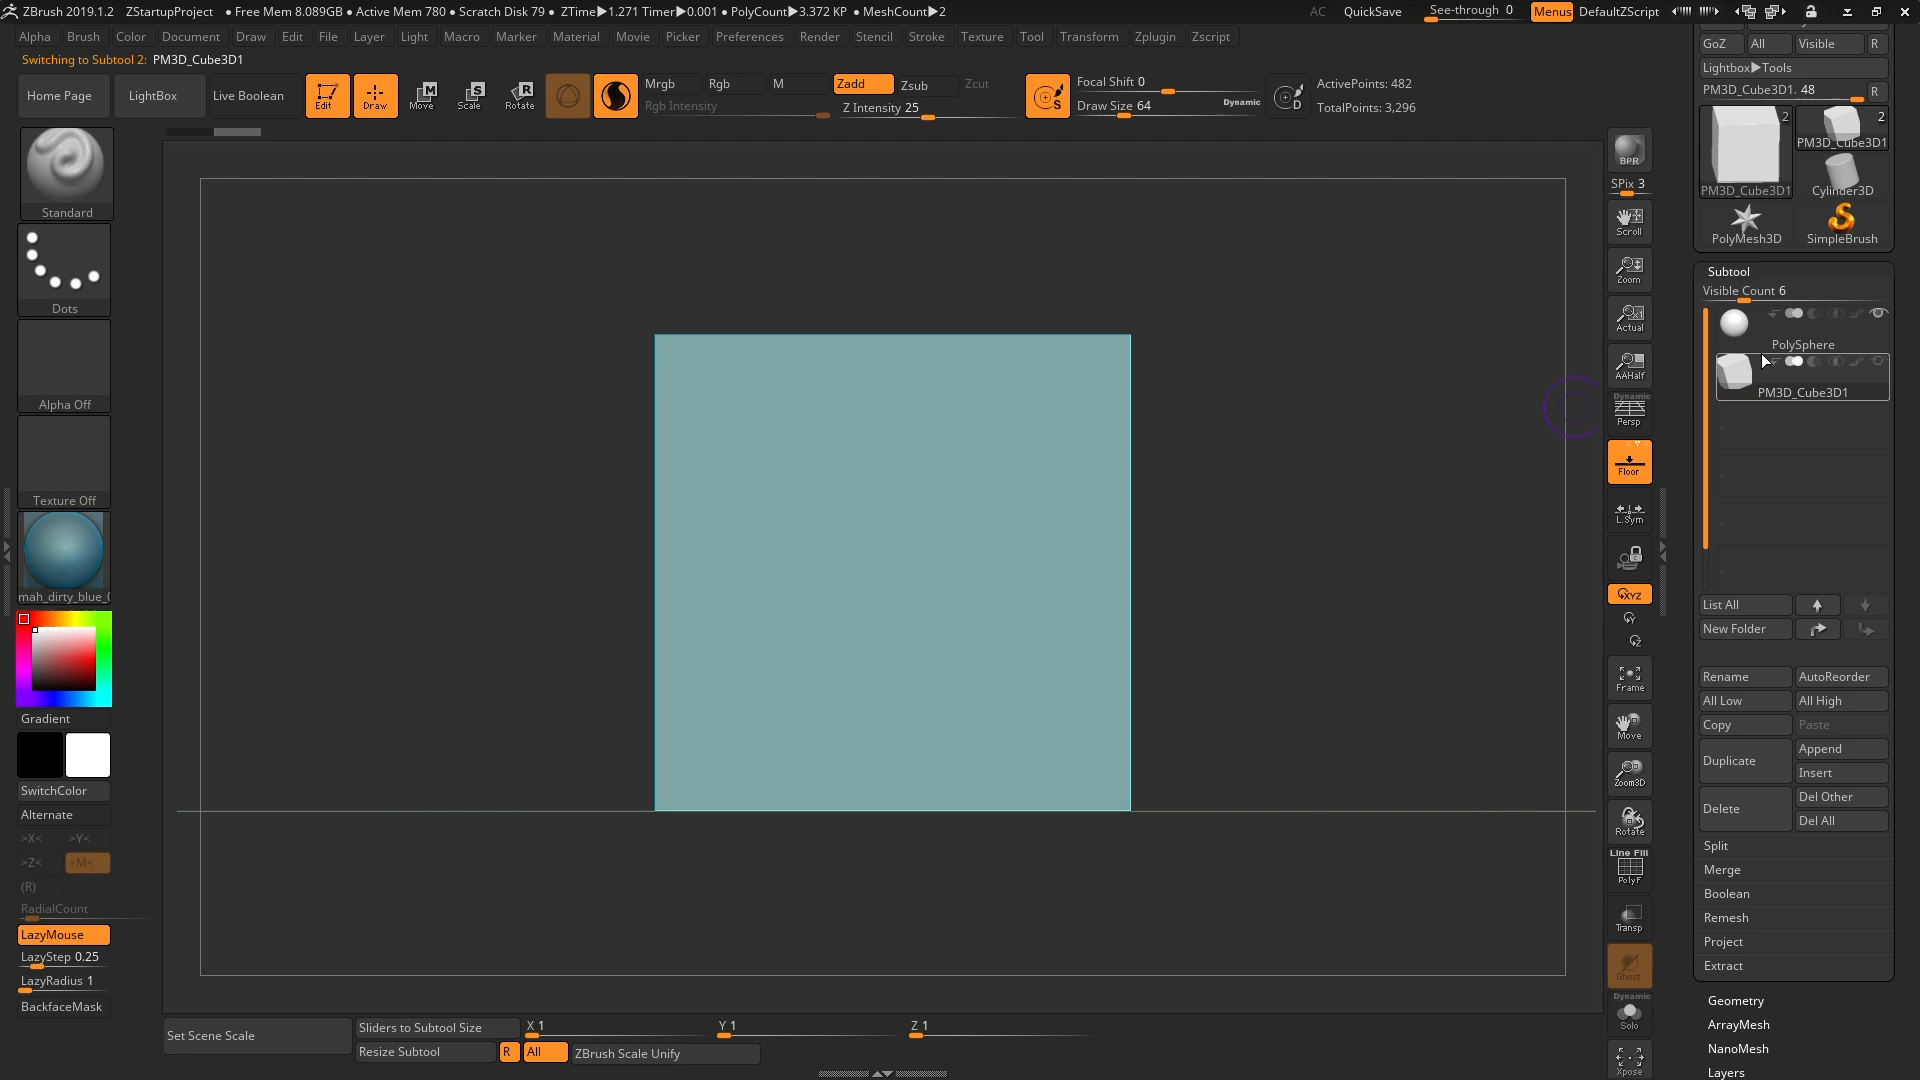 ZBrush 2019.1.2 ZStartupProject • Free Mem 8.089GB • Active Mem 780 • Scratch Disk 79 • ZTime▶1.271 Timer▶0.001 • PolyCount▶3.372 KP • MeshCount▶2 AC QuickSave See-through 0 Menus DefaultZScript
Alpha Brush Color Document Draw Edit File Layer Light Macro Marker Material Movie Picker Preferences Render Stencil Stroke Texture Tool Transform Zplugin Zscript
Switching to Subtool 2: PM3D_Cube3D1
Home Page LightBox Live Boolean Edit Draw Move Scale Rotate
Mrgb Rgb M Zadd Zsub Zcut
Rgb Intensity Z Intensity 25
Focal Shift 0
Draw Size 64 Dynamic
ActivePoints: 482
TotalPoints: 3,296
Standard
Dots
Alpha Off
Texture Off
mah_dirty_blue_0
Gradient
SwitchColor
Alternate
>X< >Y<
>Z< >M<
(R)
RadialCount
LazyMouse
LazyStep 0.25
LazyRadius 1
BackfaceMask
Set Scene Scale
Sliders to Subtool Size
Resize Subtool R All ZBrush Scale Unify
X 1 Y 1 Z 1
BPR
SPix 3
Scroll
Zoom
Actual
AAHalf
Dynamic
Persp
Floor
L.Sym
XYZ
Y
Z
Frame
Move
Zoom3D
Rotate
Line Fill
PolyF
Transp
Ghost
Dynamic
Solo
Xpose
GoZ All Visible R
Lightbox▶Tools
PM3D_Cube3D1. 48 R
2 2
PM3D_Cube3D1
PM3D_Cube3D1 Cylinder3D
PolyMesh3D SimpleBrush
Subtool
Visible Count 6
PolySphere
PM3D_Cube3D1
List All
New Folder
Rename AutoReorder
All Low All High
Copy Paste
Duplicate Append
Insert
Delete Del Other
Del All
Split
Merge
Boolean
Remesh
Project
Extract
Geometry
ArrayMesh
NanoMesh
Layers